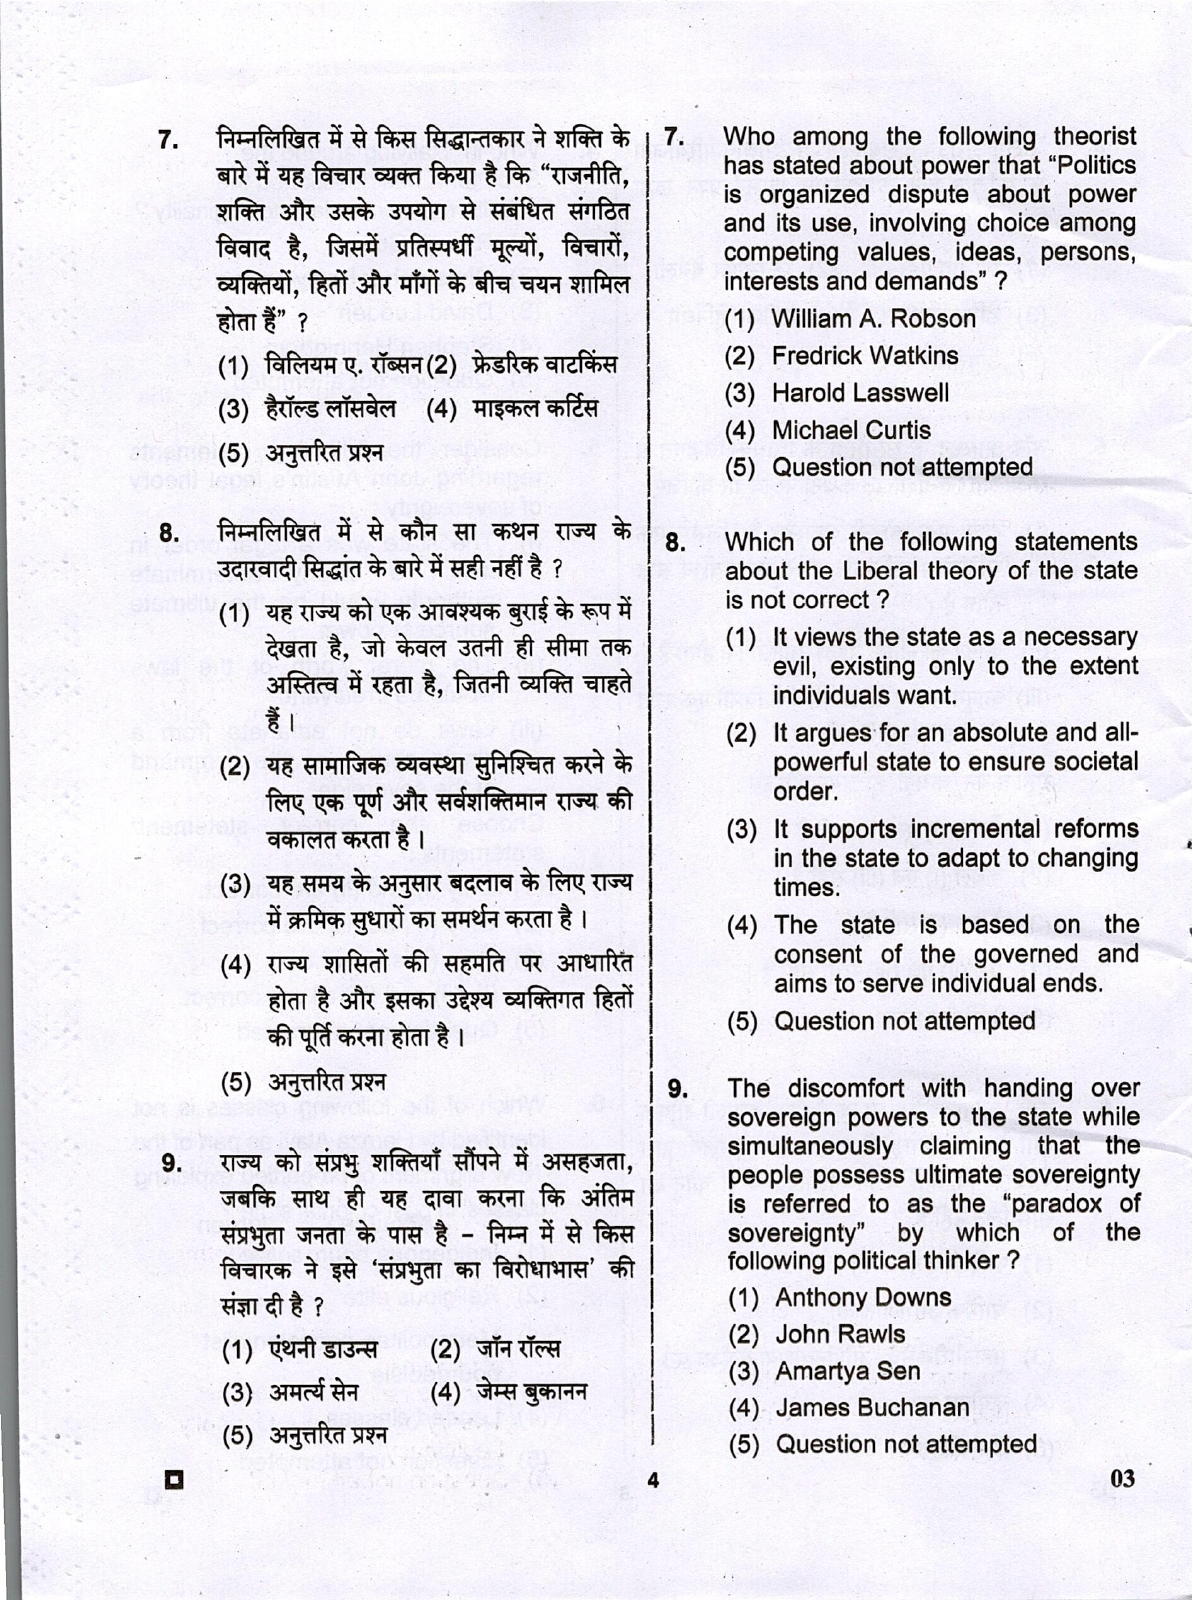 7. निम्नलिखित में से किस सिद्धान्तकार ने शक्ति के
बारे में यह विचार व्यक्त किया है कि “राजनीति,
शक्ति और उसके उपयोग से संबंधित संगठित
विवाद है, जिसमें प्रतिस्पर्धी मूल्यों, विचारों,
व्यक्तियों, हितों और माँगों के बीच चयन शामिल
होता हैं” ?
(1) विलियम ए. रॉब्सन (2) फ्रेडरिक वाटकिंस
(3) हैरॉल्ड लॉसवेल (4) माइकल कर्टिस
(5) अनुत्तरित प्रश्न
8. निम्नलिखित में से कौन सा कथन राज्य के
उदारवादी सिद्धांत के बारे में सही नहीं है ?
(1) यह राज्य को एक आवश्यक बुराई के रूप में
देखता है, जो केवल उतनी ही सीमा तक
अस्तित्व में रहता है, जितनी व्यक्ति चाहते
हैं ।
(2) यह सामाजिक व्यवस्था सुनिश्चित करने के
लिए एक पूर्ण और सर्वशक्तिमान राज्य की
वकालत करता है ।
(3) यह समय के अनुसार बदलाव के लिए राज्य
में क्रमिक सुधारों का समर्थन करता है ।
(4) राज्य शासितों की सहमति पर आधारित
होता है और इसका उद्देश्य व्यक्तिगत हितों
की पूर्ति करना होता है ।
(5) अनुत्तरित प्रश्न
9. राज्य को संप्रभु शक्तियाँ सौंपने में असहजता,
जबकि साथ ही यह दावा करना कि अंतिम
संप्रभुता जनता के पास है – निम्न में से किस
विचारक ने इसे ‘संप्रभुता का विरोधाभास’ की
संज्ञा दी है ?
(1) एंथनी डाउन्स (2) जॉन रॉल्स
(3) अमर्त्य सेन (4) जेम्स बुकानन
(5) अनुत्तरित प्रश्न
7. Who among the following theorist
has stated about power that “Politics
is organized dispute about power
and its use, involving choice among
competing values, ideas, persons,
interests and demands” ?
(1) William A. Robson
(2) Fredrick Watkins
(3) Harold Lasswell
(4) Michael Curtis
(5) Question not attempted
8. Which of the following statements
about the Liberal theory of the state
is not correct ?
(1) It views the state as a necessary
evil, existing only to the extent
individuals want.
(2) It argues for an absolute and all-
powerful state to ensure societal
order.
(3) It supports incremental reforms
in the state to adapt to changing
times.
(4) The state is based on the
consent of the governed and
aims to serve individual ends.
(5) Question not attempted
9. The discomfort with handing over
sovereign powers to the state while
simultaneously claiming that the
people possess ultimate sovereignty
is referred to as the “paradox of
sovereignty” by which of the
following political thinker ?
(1) Anthony Downs
(2) John Rawls
(3) Amartya Sen
(4) James Buchanan
(5) Question not attempted
4
03